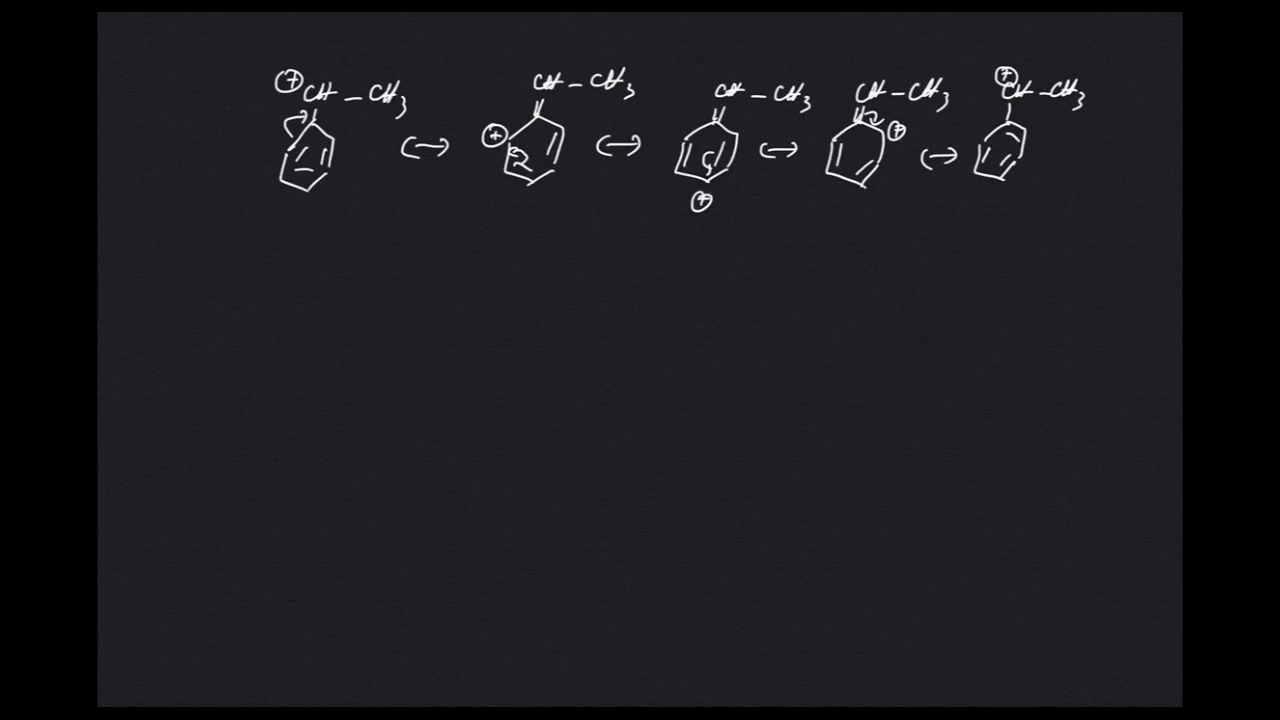 ⊕ CH – CH3 ↔ CH – CH3 ⊕ ↔ CH – CH3 ⊕ ↔ CH – CH3 ⊕ ↔ ⊕ CH – CH3